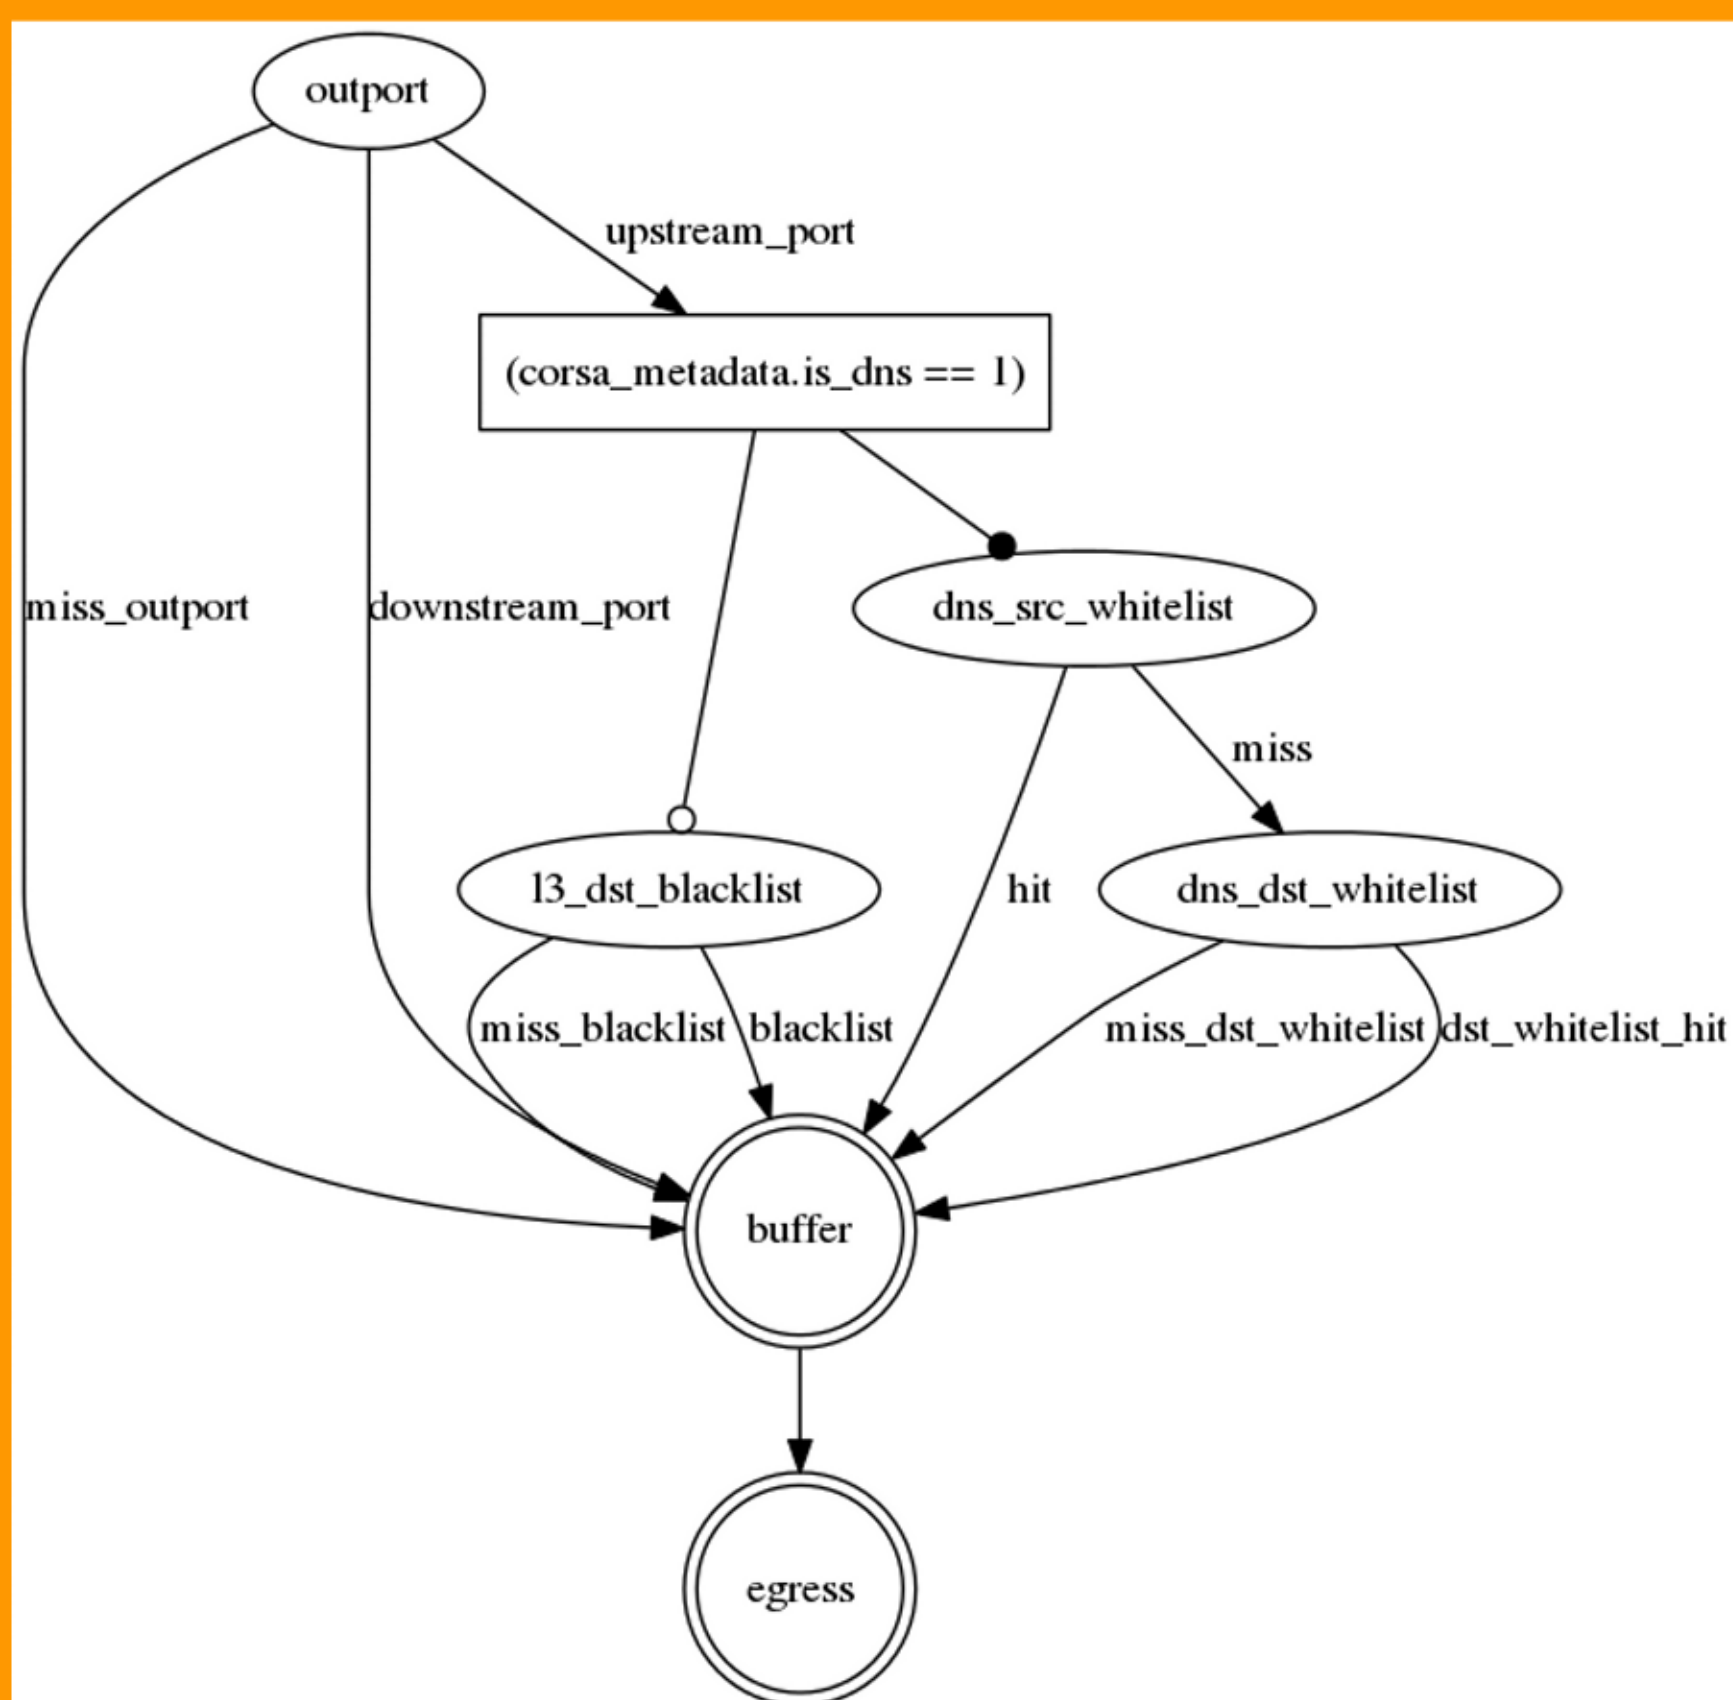 outport
upstream_port
(corsa_metadata.is_dns == 1)
miss_outport
downstream_port
dns_src_whitelist
miss
l3_dst_blacklist
hit
dns_dst_whitelist
miss_blacklist
blacklist
miss_dst_whitelist
dst_whitelist_hit
buffer
egress